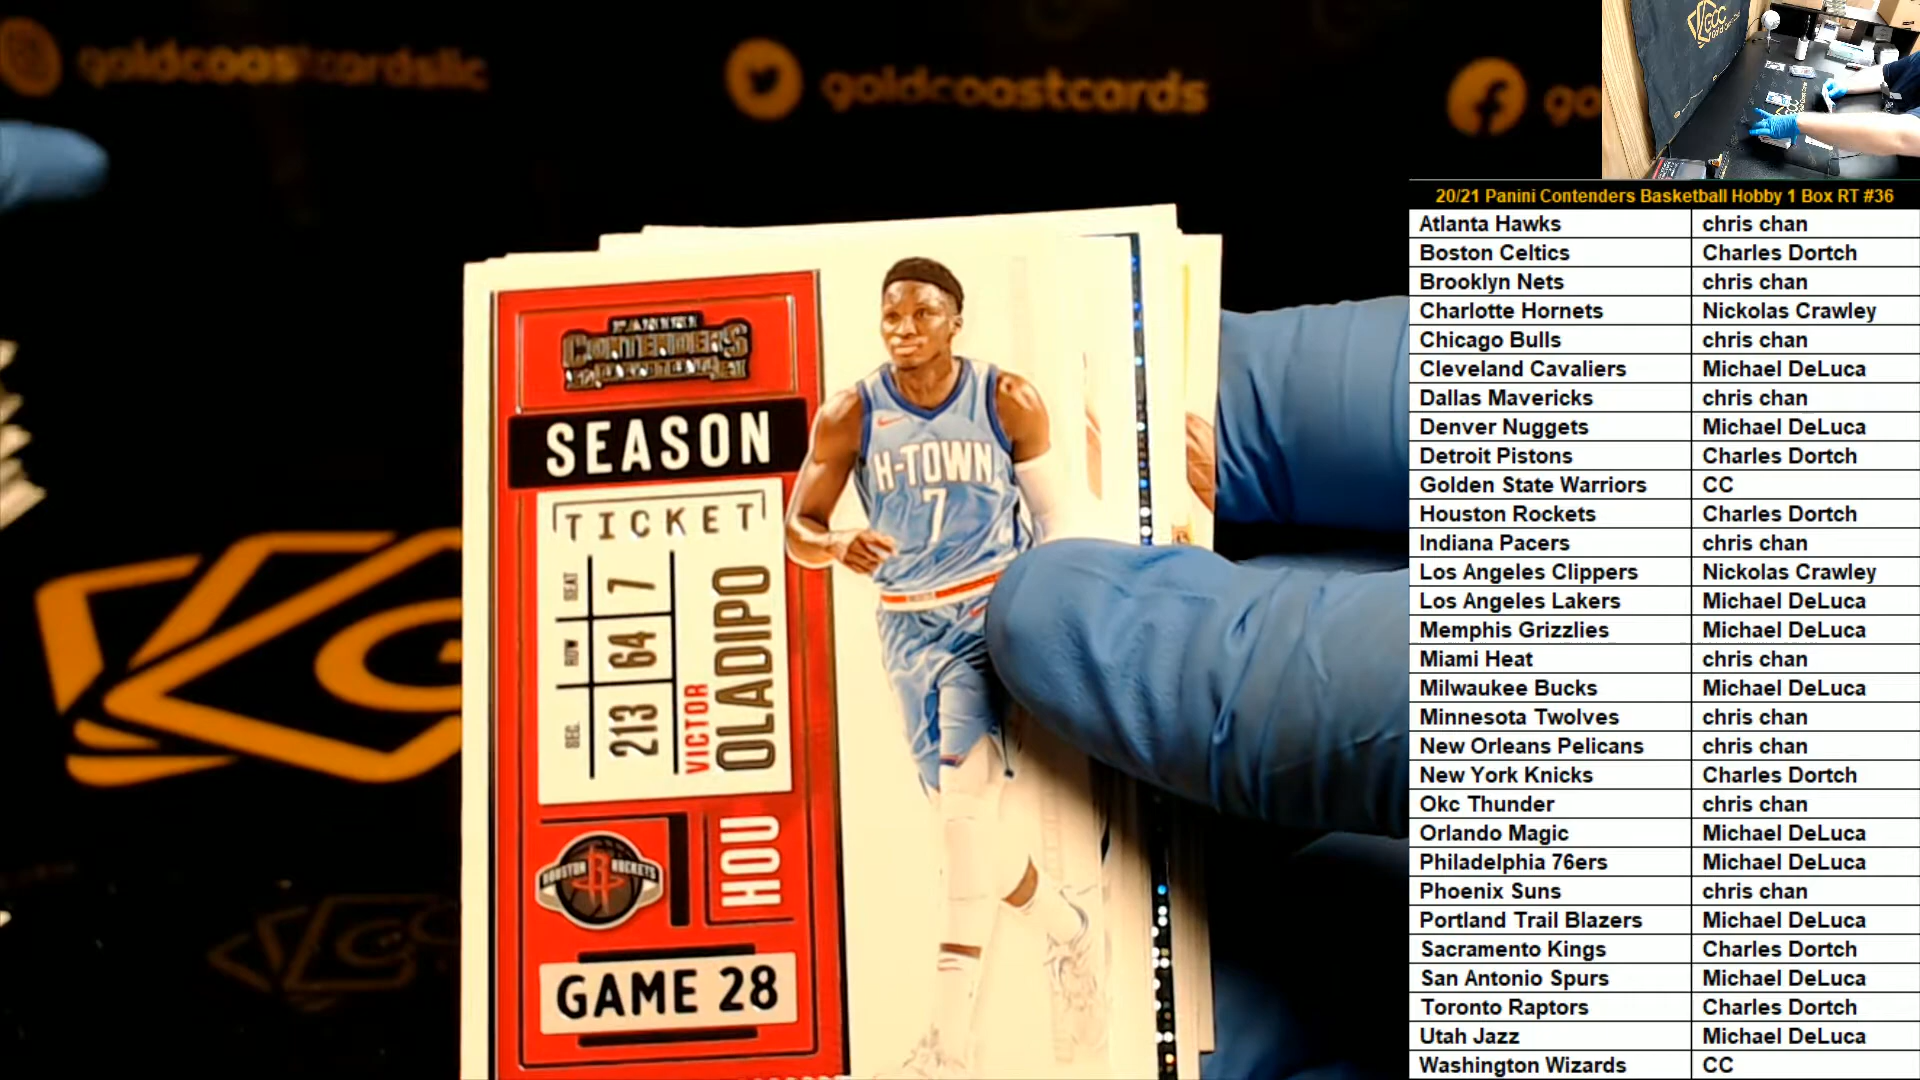 goldcoastcardsllc
goldcoastcards
go
20/21 Panini Contenders Basketball Hobby 1 Box RT #36
Atlanta Hawks chris chan
Boston Celtics Charles Dortch
Brooklyn Nets chris chan
Charlotte Hornets Nickolas Crawley
Chicago Bulls chris chan
Cleveland Cavaliers Michael DeLuca
Dallas Mavericks chris chan
Denver Nuggets Michael DeLuca
Detroit Pistons Charles Dortch
Golden State Warriors CC
Houston Rockets Charles Dortch
Indiana Pacers chris chan
Los Angeles Clippers Nickolas Crawley
Los Angeles Lakers Michael DeLuca
Memphis Grizzlies Michael DeLuca
Miami Heat chris chan
Milwaukee Bucks Michael DeLuca
Minnesota Twolves chris chan
New Orleans Pelicans chris chan
New York Knicks Charles Dortch
Okc Thunder chris chan
Orlando Magic Michael DeLuca
Philadelphia 76ers Michael DeLuca
Phoenix Suns chris chan
Portland Trail Blazers Michael DeLuca
Sacramento Kings Charles Dortch
San Antonio Spurs Michael DeLuca
Toronto Raptors Charles Dortch
Utah Jazz Michael DeLuca
Washington Wizards CC
PANINI
CONTENDERS
SEASON
TICKET
SEC. ROW SEAT
213 64 7
VICTOR
OLADIPO
HOU
HOUSTON ROCKETS
GAME 28
H-TOWN
7
GCC